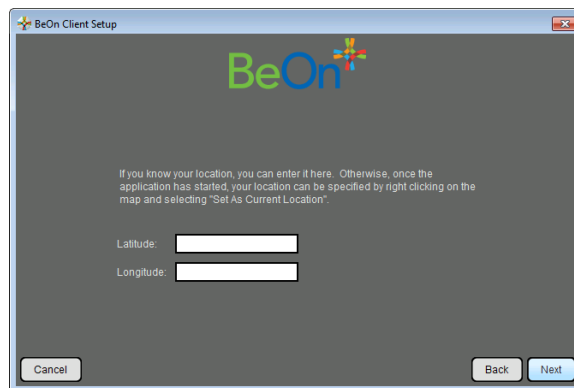 BeOn Client Setup
BeOn
If you know your location, you can enter it here. Otherwise, once the
application has started, your location can be specified by right clicking on the
map and selecting "Set As Current Location".
Latitude:
Longitude:
Cancel
Back
Next